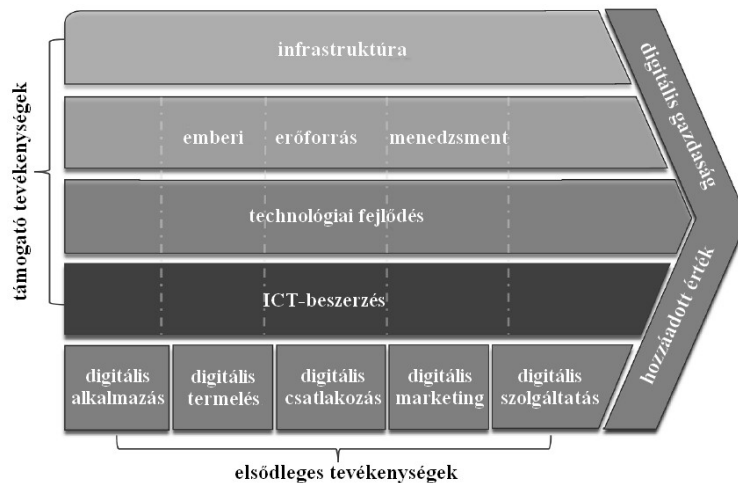 támogató tevékenységek
infrastruktúra
emberi erőforrás menedzsment
technológiai fejlődés
ICT-beszerzés
digitális
alkalmazás
digitális
termelés
digitális
csatlakozás
digitális
marketing
digitális
szolgáltatás
elsődleges tevékenységek
digitális gazdaság
hozzáadott érték